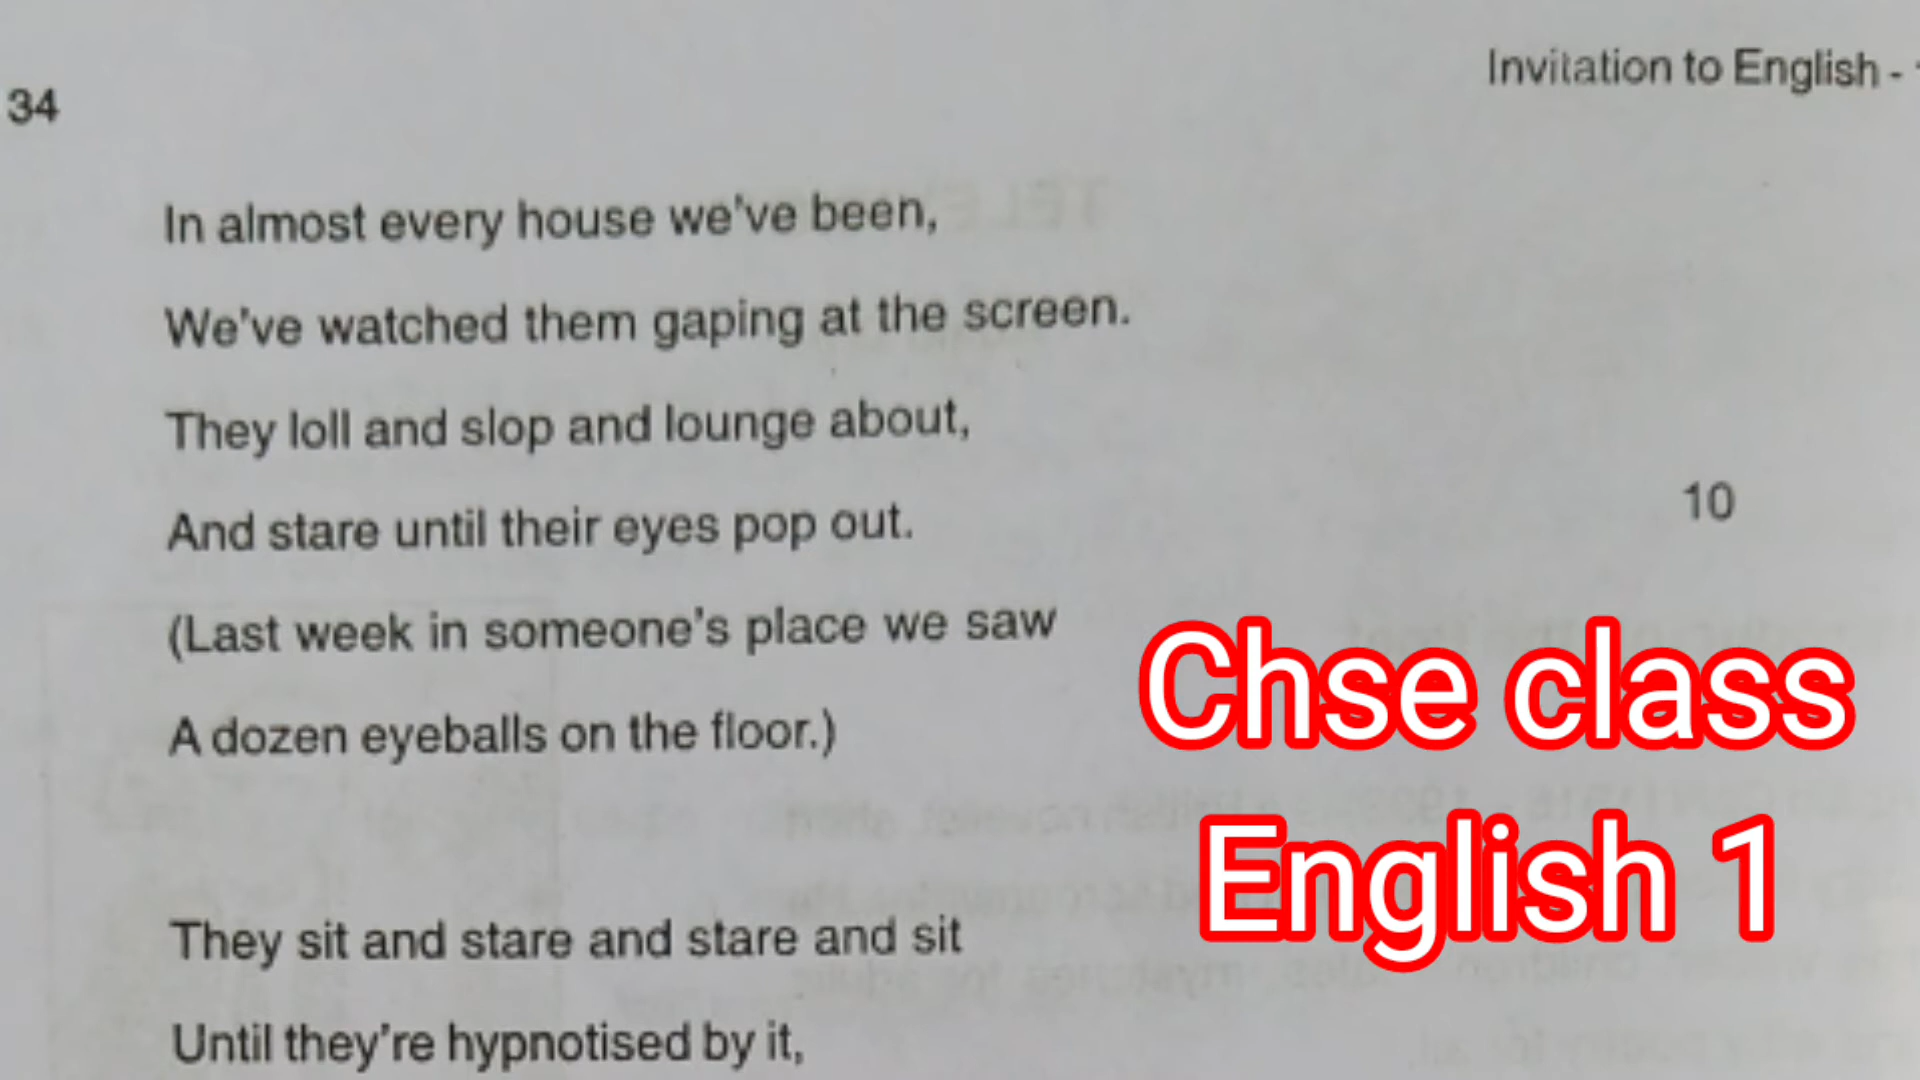 34
Invitation to English -
In almost every house we've been,
We've watched them gaping at the screen.
They loll and slop and lounge about,
And stare until their eyes pop out.
10
(Last week in someone's place we saw
A dozen eyeballs on the floor.)
They sit and stare and stare and sit
Until they're hypnotised by it,
Chse class
English 1